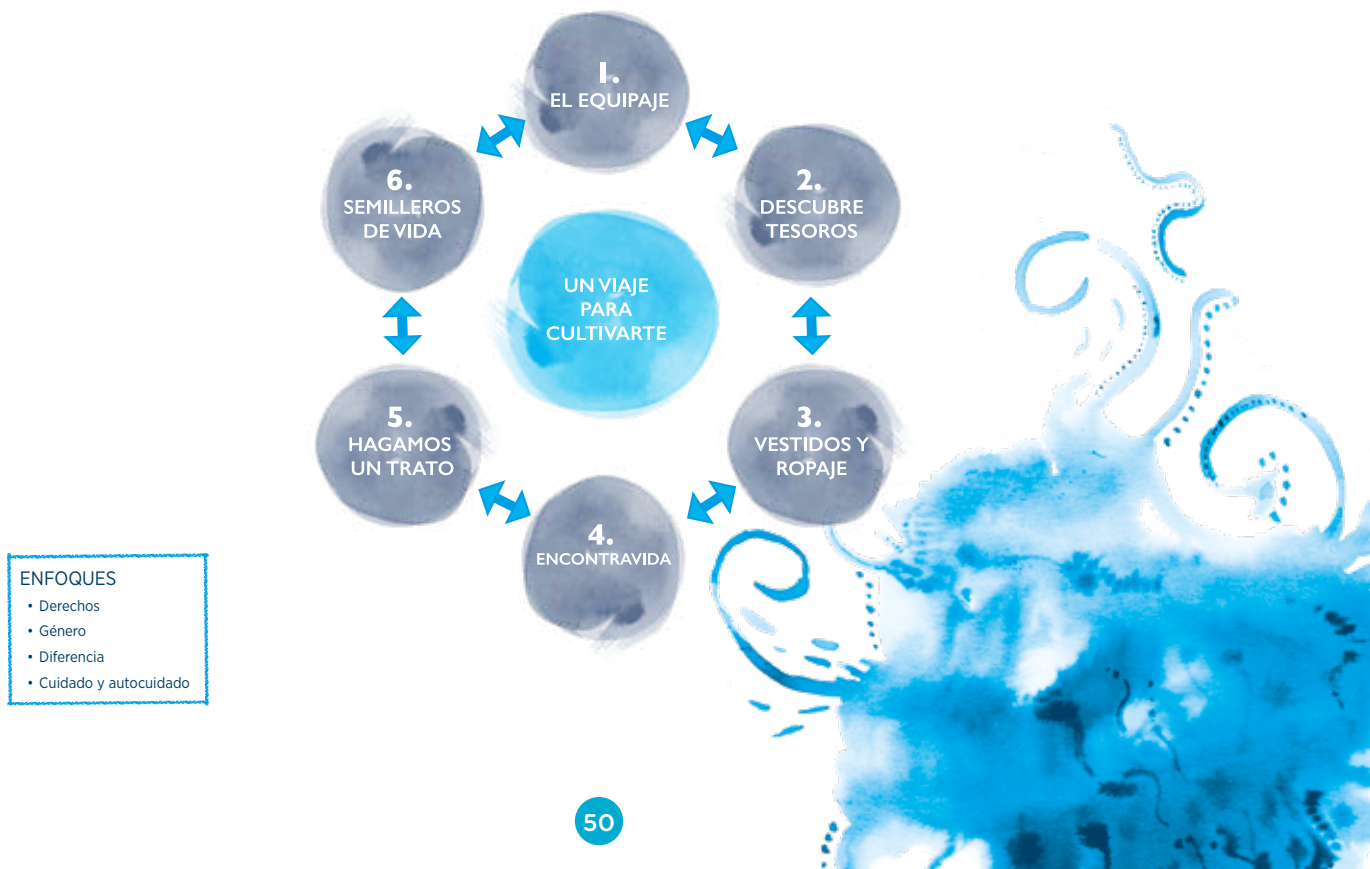 1.
EL EQUIPAJE
2.
DESCUBRE
TESOROS
3.
VESTIDOS Y
ROPAJE
4.
ENCONTRAVIDA
5.
HAGAMOS
UN TRATO
6.
SEMILLEROS
DE VIDA
UN VIAJE
PARA
CULTIVARTE
ENFOQUES
• Derechos
• Género
• Diferencia
• Cuidado y autocuidado
50